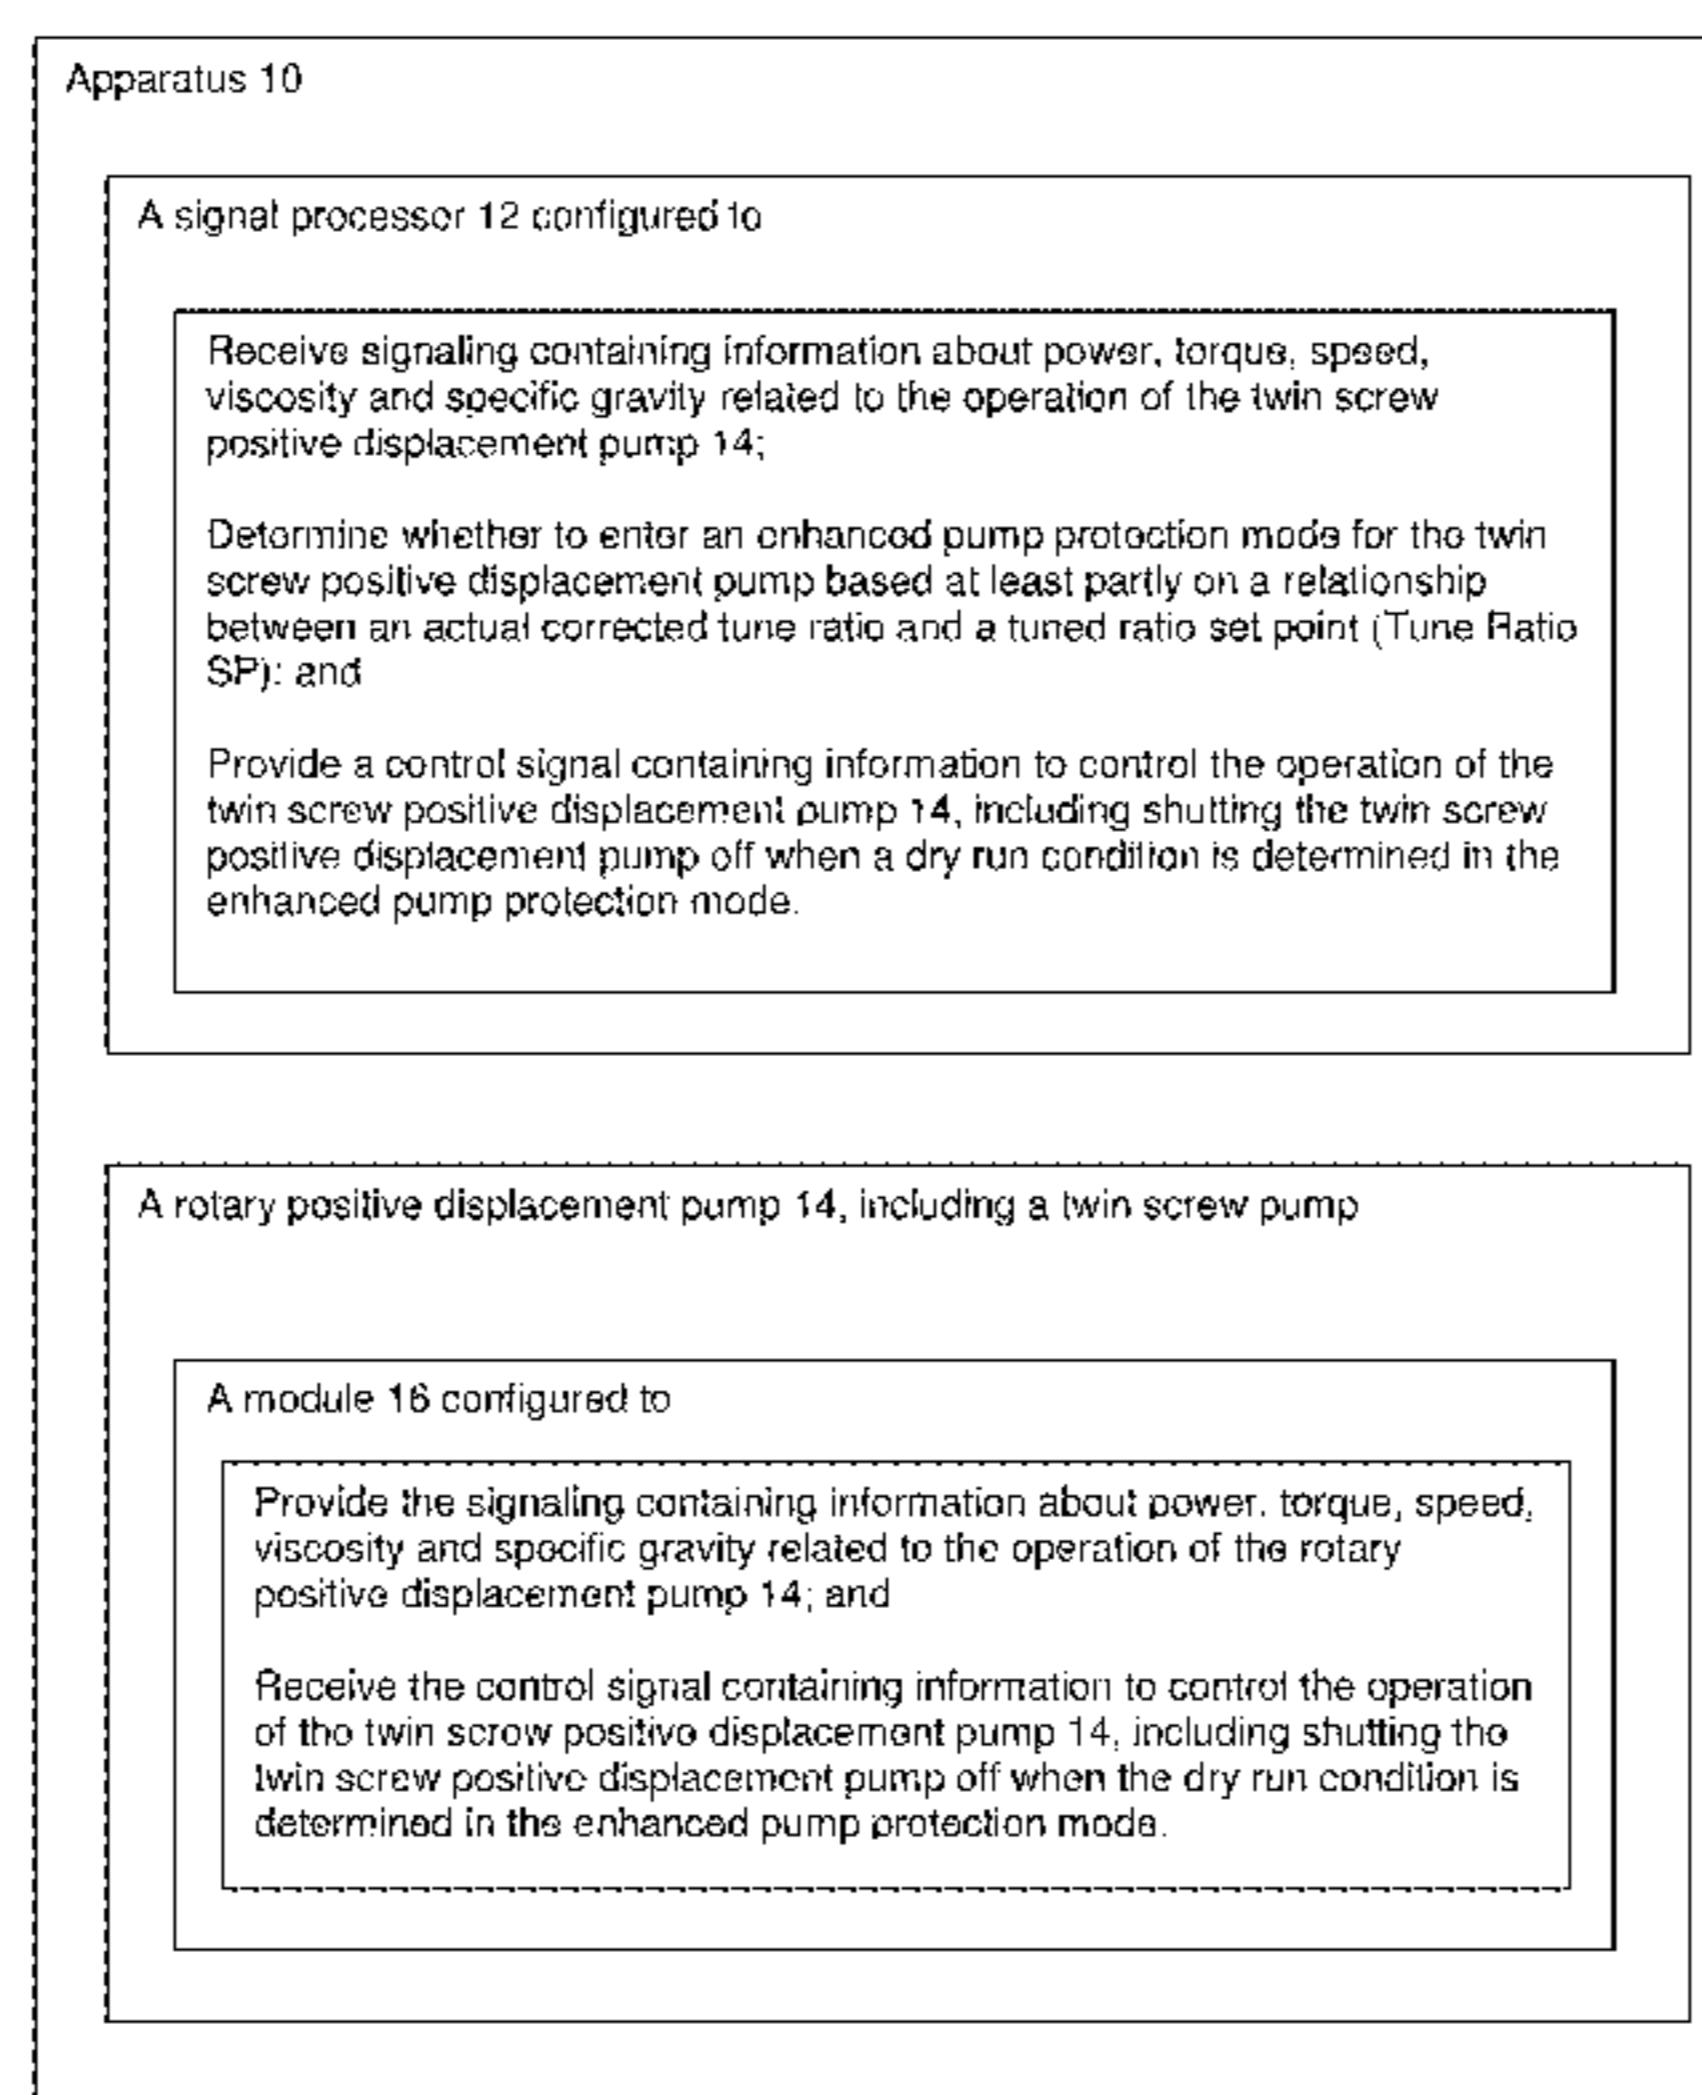 Apparatus 10
A signal processor 12 configured to
Receive signaling containing information about power, torque, speed,
viscosity and specific gravity related to the operation of the twin screw
positive displacement pump 14;
Determine whether to enter an enhanced pump protection mode for the twin
screw positive displacement pump based at least partly on a relationship
between an actual corrected tune ratio and a tuned ratio set point (Tune Ratio
SP): and
Provide a control signal containing information to control the operation of the
twin screw positive displacement pump 14, including shutting the twin screw
positive displacement pump off when a dry run condition is determined in the
enhanced pump protection mode.
A rotary positive displacement pump 14, including a twin screw pump
A module 16 configured to
Provide the signaling containing information about power, torque, speed,
viscosity and specific gravity related to the operation of the rotary
positive displacement pump 14; and
Receive the control signal containing information to control the operation
of the twin screw positive displacement pump 14, including shutting the
twin screw positive displacement pump off when the dry run condition is
determined in the enhanced pump protection mode.